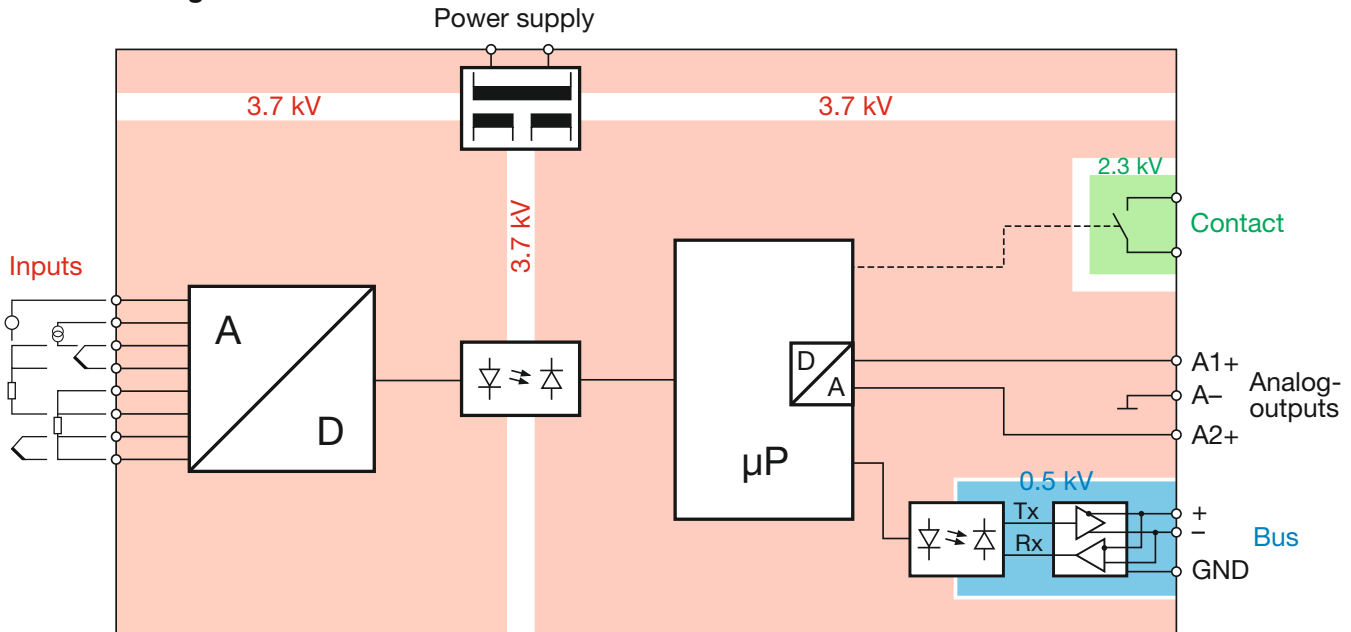 Power supply
3.7 kV
3.7 kV
2.3 kV
3.7 kV
Contact
Inputs
A
D
D
A
µP
A1+
A–
A2+
Analog-
outputs
0.5 kV
Tx
Rx
+
–
Bus
GND